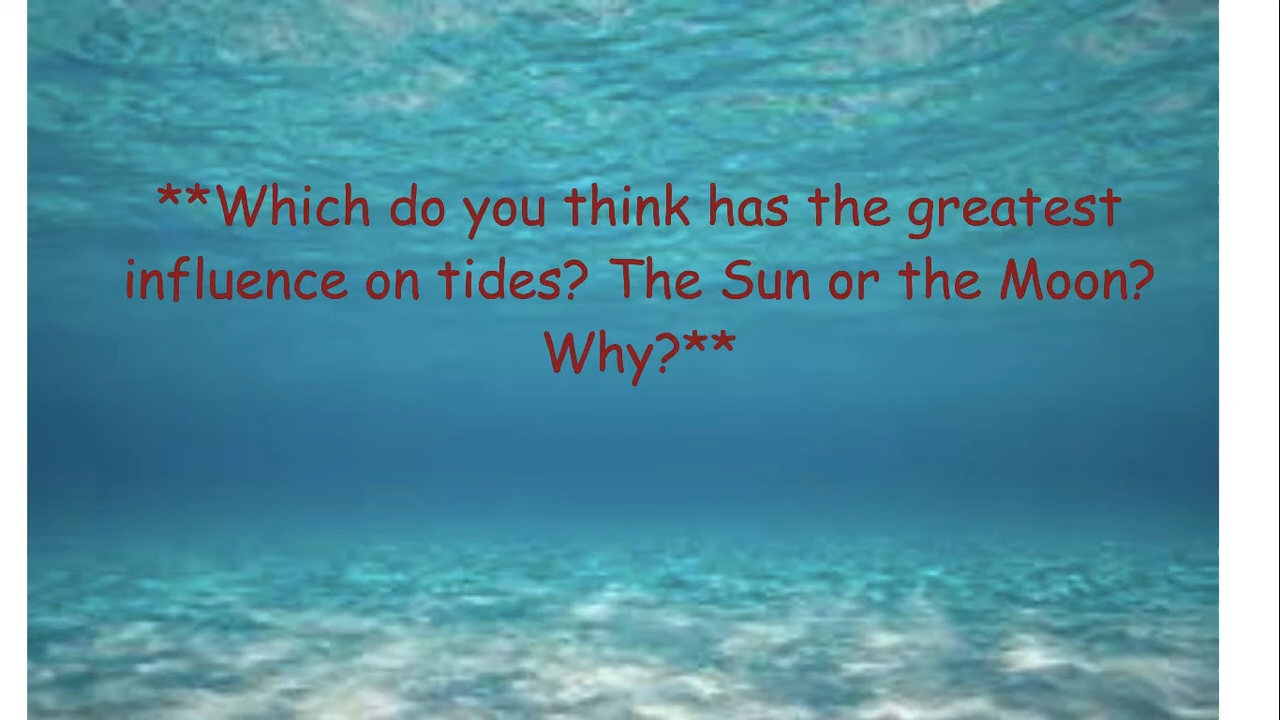 **Which do you think has the greatest
influence on tides? The Sun or the Moon?
Why?**